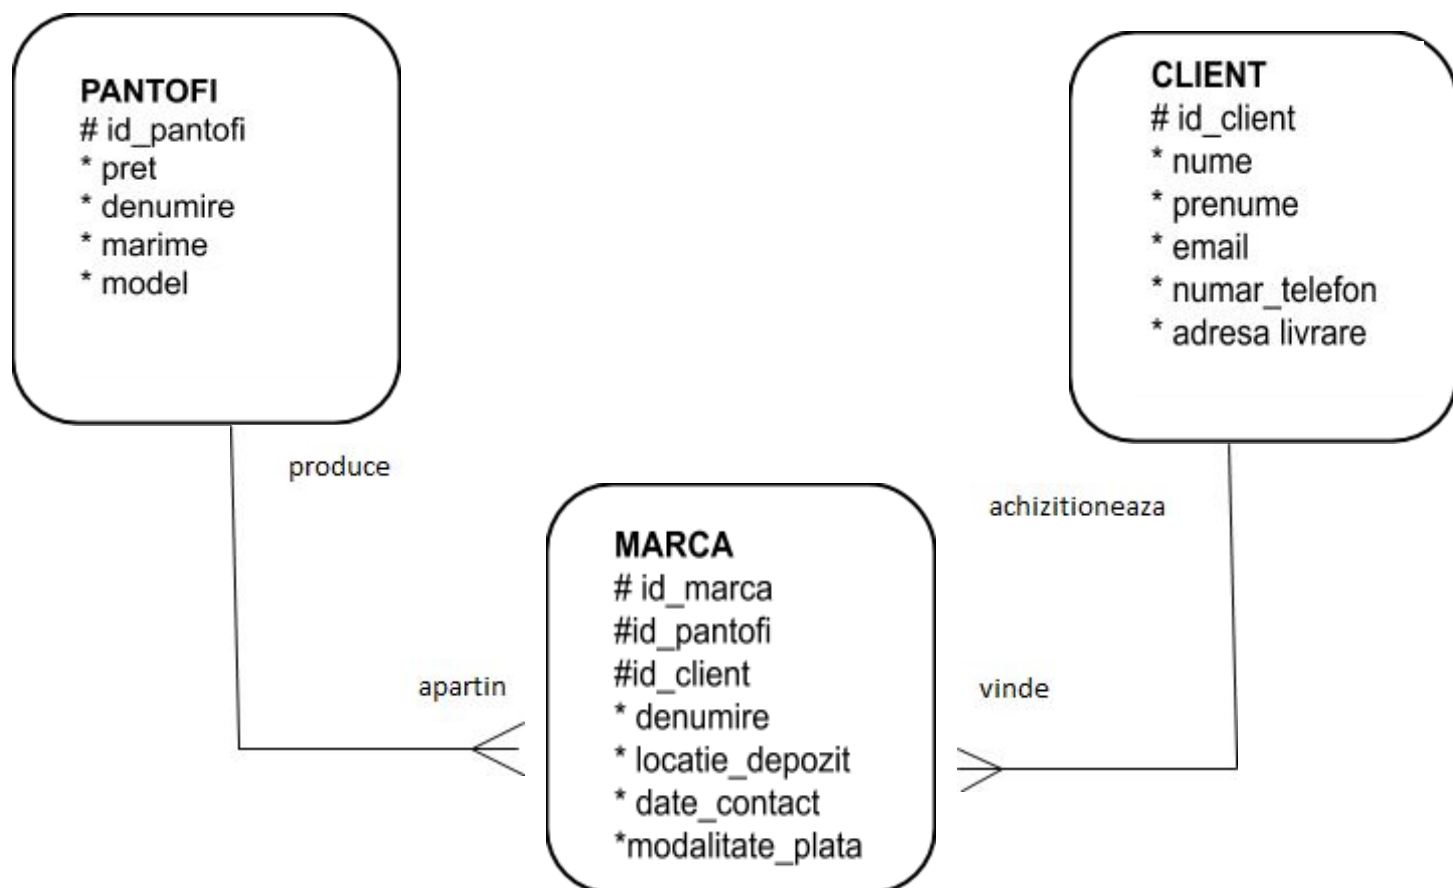 PANTOFI
# id_pantofi
* pret
* denumire
* marime
* model
CLIENT
# id_client
* nume
* prenume
* email
* numar_telefon
* adresa livrare
produce
achizitioneaza
MARCA
# id_marca
#id_pantofi
#id_client
* denumire
* locatie_depozit
* date_contact
*modalitate_plata
apartin
vinde